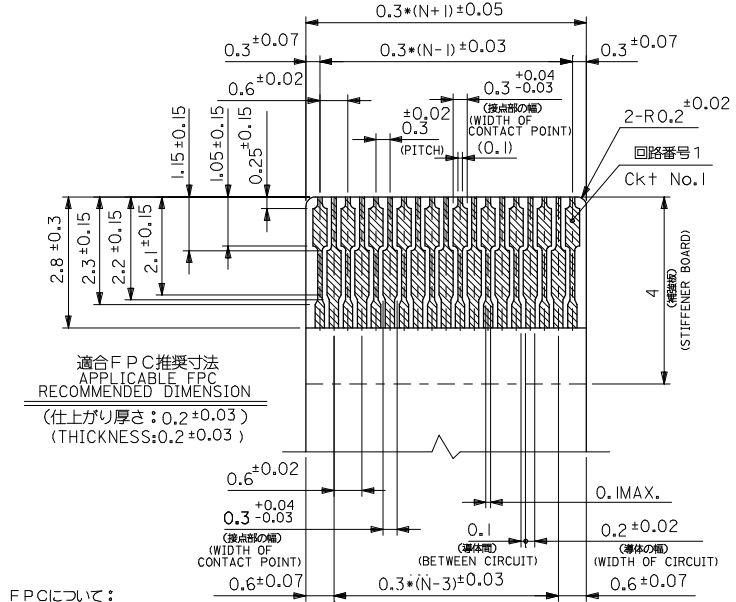 0.3*(N+1)±0.05
0.3±0.07
0.3*(N-1)±0.03
0.3±0.07
0.6±0.02
0.3 +0.04 -0.03
(接点部の幅)
(WIDTH OF
CONTACT POINT)
±0.02
0.3
(PITCH)
(0.1)
2-R0.2±0.02
回路番号1
Ckt No.1
1.15±0.15
1.05±0.15
0.25±0.15
2.8±0.3
2.3±0.15
2.2±0.15
2.1±0.15
4
(補強板)
(STIFFENER BOARD)
適合FPC推奨寸法
APPLICABLE FPC
RECOMMENDED DIMENSION
(仕上がり厚さ:0.2±0.03)
(THICKNESS:0.2±0.03)
0.6±0.02
0.3 +0.04 -0.03
(接点部の幅)
(WIDTH OF
CONTACT POINT)
0.1MAX.
0.1
(導体間)
(BETWEEN CIRCUIT)
0.2±0.02
(導体の幅)
(WIDTH OF CIRCUIT)
0.6±0.07
0.3*(N-3)±0.03
0.6±0.07
FPCについて: